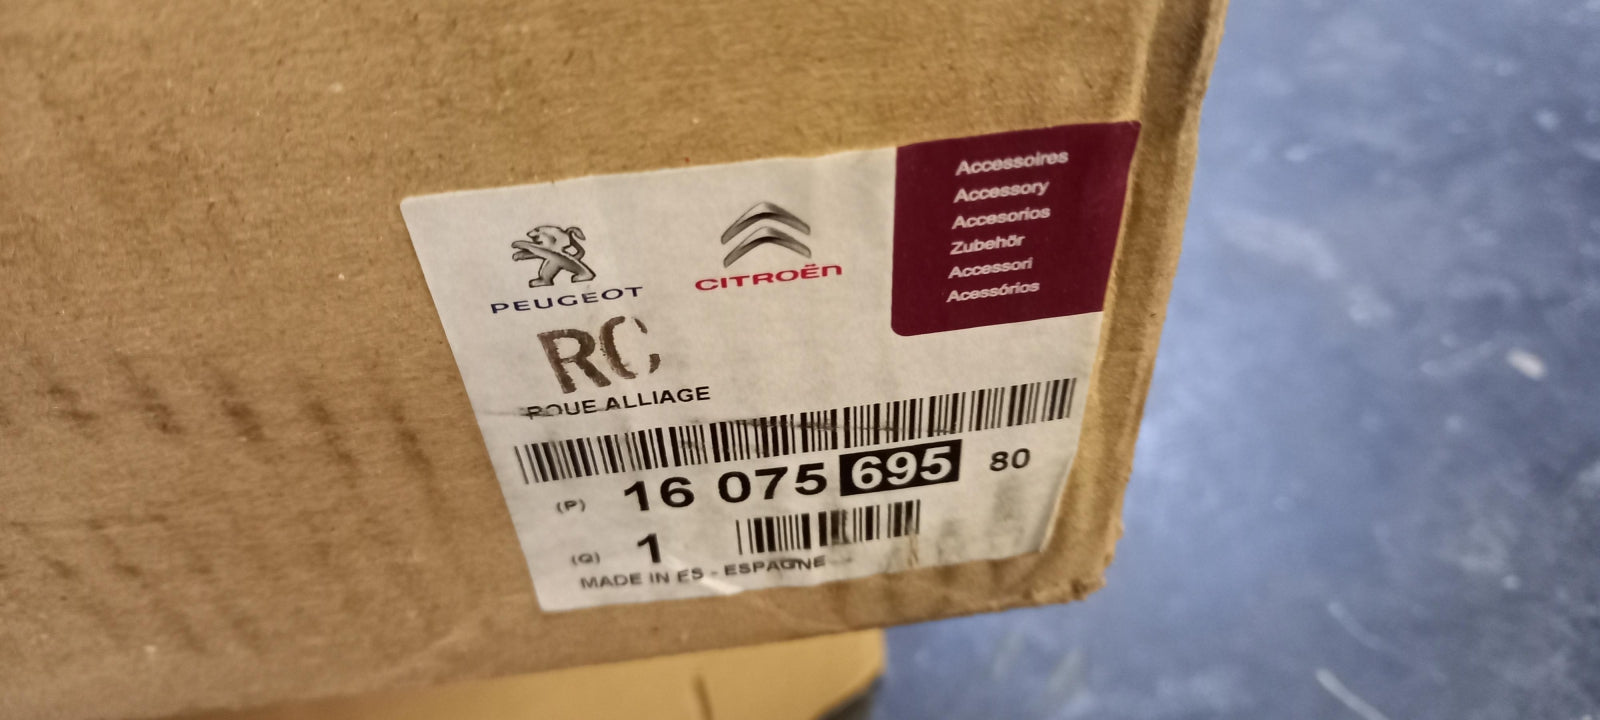 PEUGEOT
CITROËN
Accessoires
Accessory
Accesorios
Zubehör
Accessori
Acessórios
RC
ROUE ALLIAGE
(P) 16 075 695 80
(Q) 1
MADE IN ES - ESPAGNE